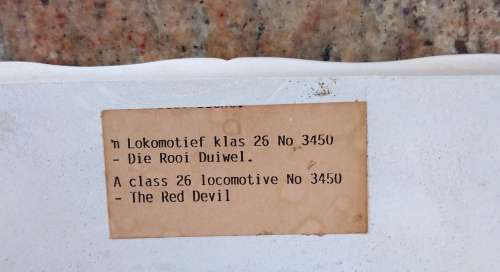 'n Lokomotief klas 26 No 3450
- Die Rooi Duiwel.
A class 26 locomotive No 3450
- The Red Devil